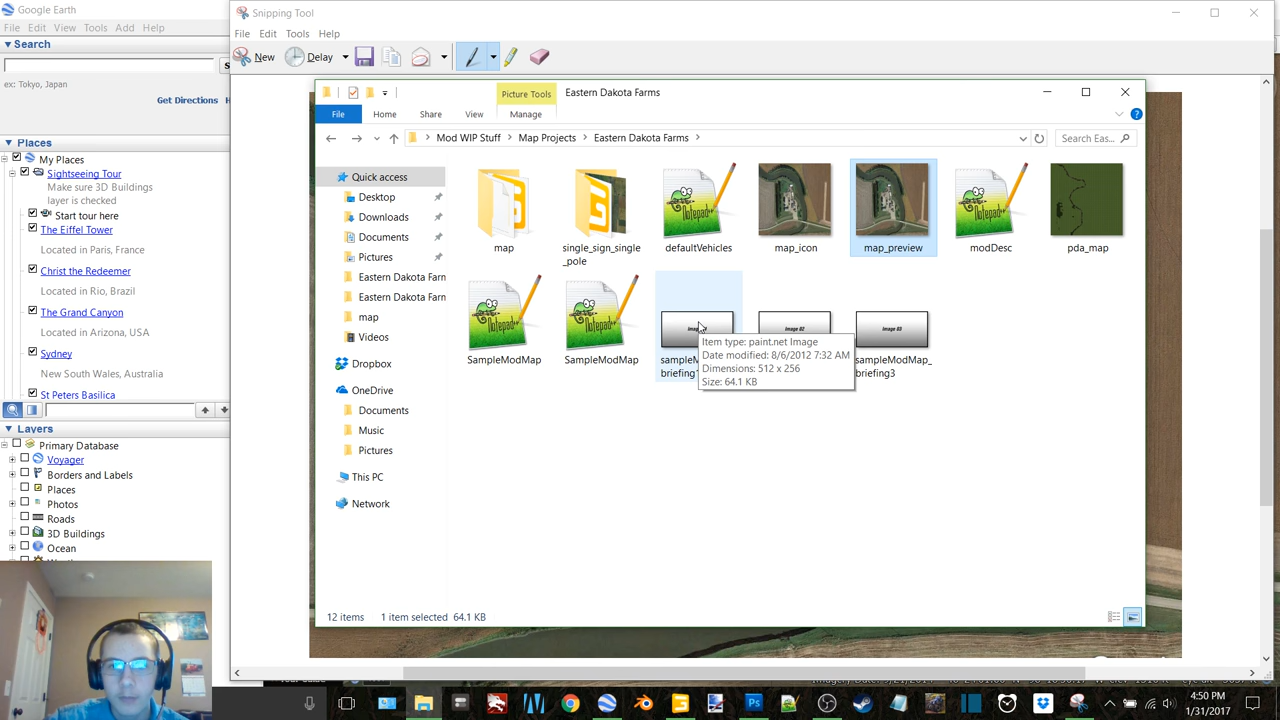 Google Earth
File Edit View Tools Add Help
Search
ex: Tokyo, Japan
Get Directions
Places
My Places
Sightseeing Tour
Make sure 3D Buildings
layer is checked
Start tour here
The Eiffel Tower
Located in Paris, France
Christ the Redeemer
Located in Rio, Brazil
The Grand Canyon
Located in Arizona, USA
Sydney
New South Wales, Australia
St Peters Basilica
Layers
Primary Database
Voyager
Borders and Labels
Places
Photos
Roads
3D Buildings
Ocean
Snipping Tool
File Edit Tools Help
New Delay
Picture Tools Eastern Dakota Farms
File Home Share View Manage
Mod WIP Stuff Map Projects Eastern Dakota Farms
Search Eas...
Quick access
Desktop
Downloads
Documents
Pictures
Eastern Dakota Farn
Eastern Dakota Farn
map
Videos
Dropbox
OneDrive
Documents
Music
Pictures
This PC
Network
map single_sign_single_pole defaultVehicles map_icon map_preview modDesc pda_map
SampleModMap SampleModMap
sampleModMap_briefing3
Image 02
Image 03
Item type: paint.net Image
Date modified: 8/6/2012 7:32 AM
Dimensions: 512 x 256
Size: 64.1 KB
12 items 1 item selected 64.1 KB
4:50 PM
1/31/2017